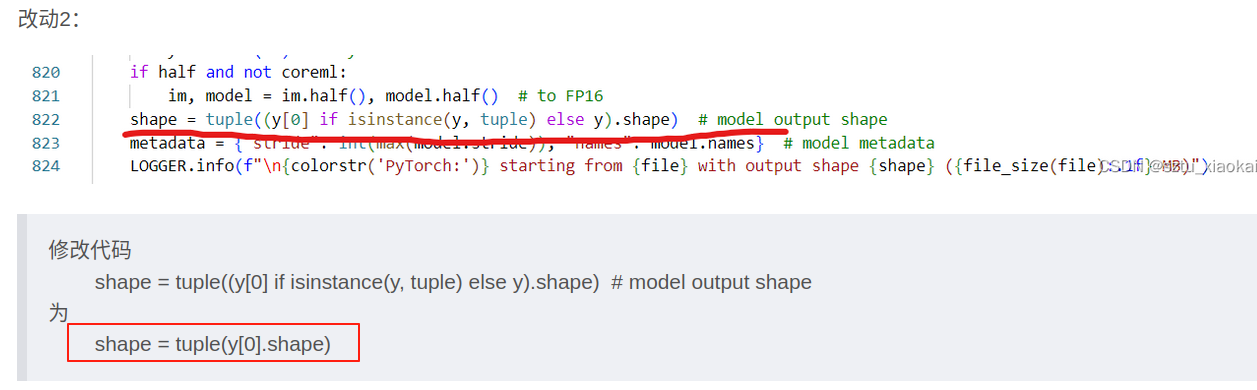 改动2：
820 if half and not coreml:
821 im, model = im.half(), model.half()  # to FP16
822 shape = tuple((y[0] if isinstance(y, tuple) else y).shape)  # model output shape
823 metadata = {"stride": int(max(model.stride)), "names": model.names}  # model metadata
824 LOGGER.info(f"\n{colorstr('PyTorch:')} starting from {file} with output shape {shape} ({file_size(file):.1f} MB)")
CSDN @sztu_xiaokai
修改代码
shape = tuple((y[0] if isinstance(y, tuple) else y).shape)  # model output shape
为
shape = tuple(y[0].shape)